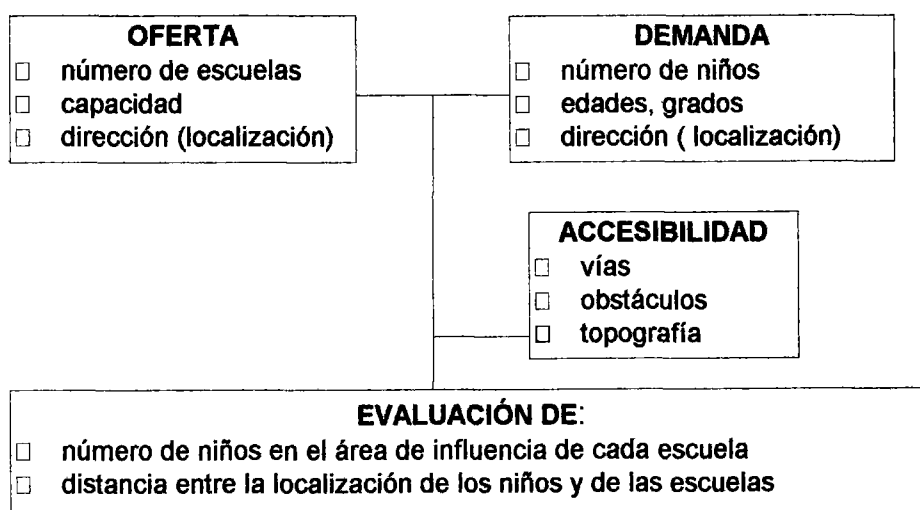 OFERTA
□ número de escuelas
□ capacidad
□ dirección (localización)
DEMANDA
□ número de niños
□ edades, grados
□ dirección ( localización)
ACCESIBILIDAD
□ vías
□ obstáculos
□ topografía
EVALUACIÓN DE:
□ número de niños en el área de influencia de cada escuela
□ distancia entre la localización de los niños y de las escuelas